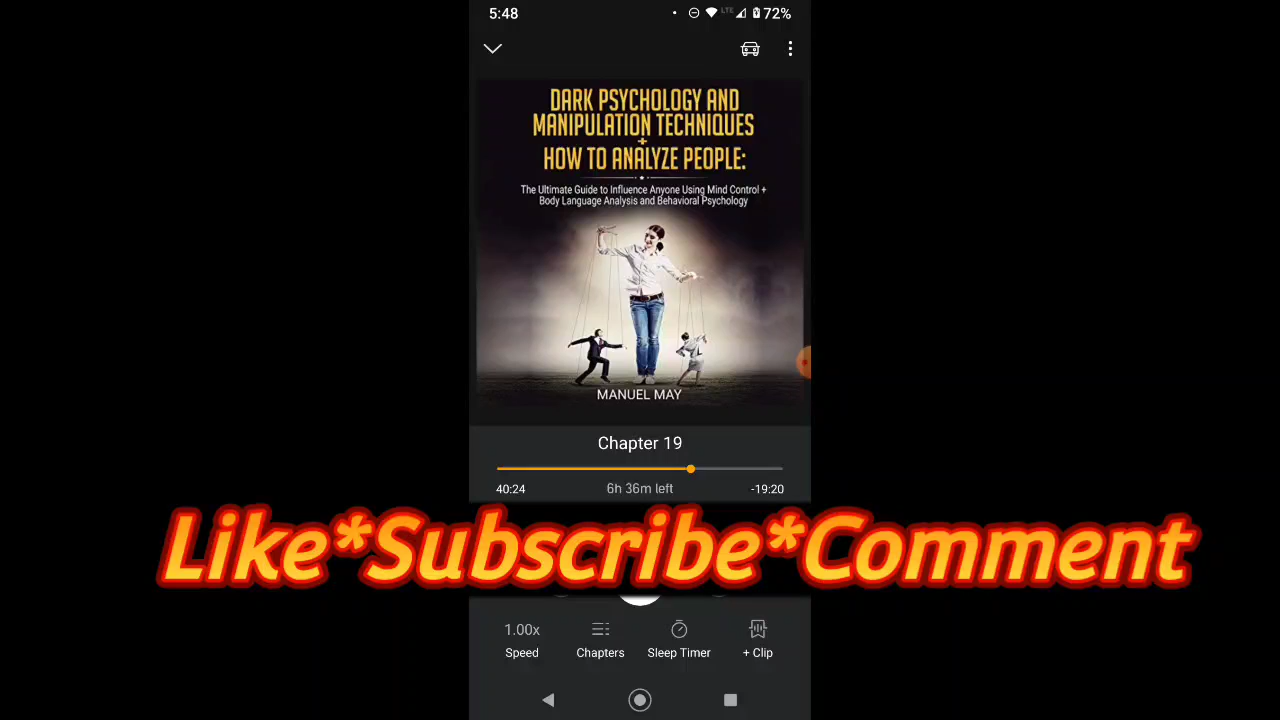 5:48
LTE 72%
DARK PSYCHOLOGY AND
MANIPULATION TECHNIQUES
+
HOW TO ANALYZE PEOPLE:
The Ultimate Guide to Influence Anyone Using Mind Control +
Body Language Analysis and Behavioral Psychology
MANUEL MAY
Chapter 19
40:24 6h 36m left -19:20
Like*Subscribe*Comment
1.00x
Speed Chapters Sleep Timer + Clip